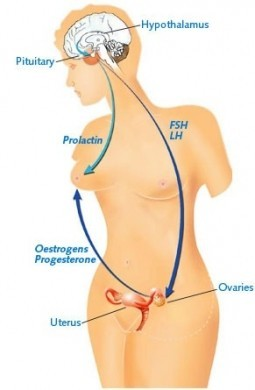 Hypothalamus
Pituitary
Prolactin
FSH
LH
Oestrogens
Progesterone
Ovaries
Uterus